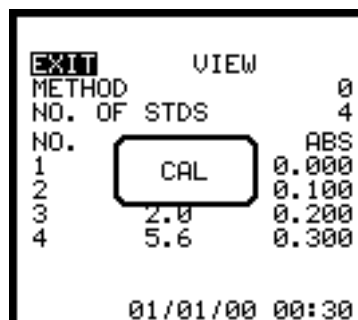 EXIT VIEW
METHOD 0
NO. OF STDS 4
NO. ABS
CAL
1 0.000
2 0.100
3 2.0 0.200
4 5.6 0.300
01/01/00 00:30